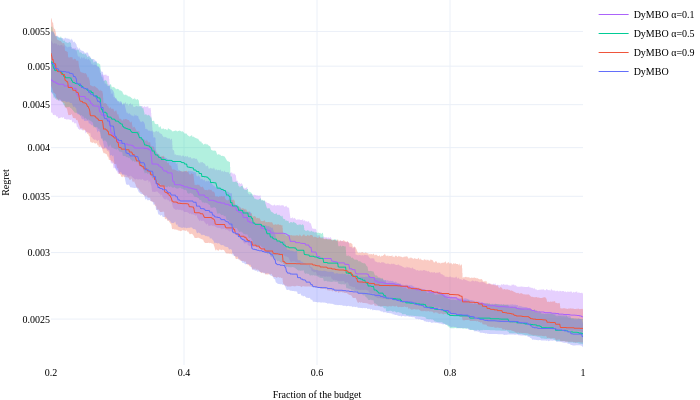 DyMBO α=0.1
DyMBO α=0.5
DyMBO α=0.9
DyMBO
0.0055
0.005
0.0045
0.004
0.0035
0.003
0.0025
Regret
0.2 0.4 0.6 0.8 1
Fraction of the budget